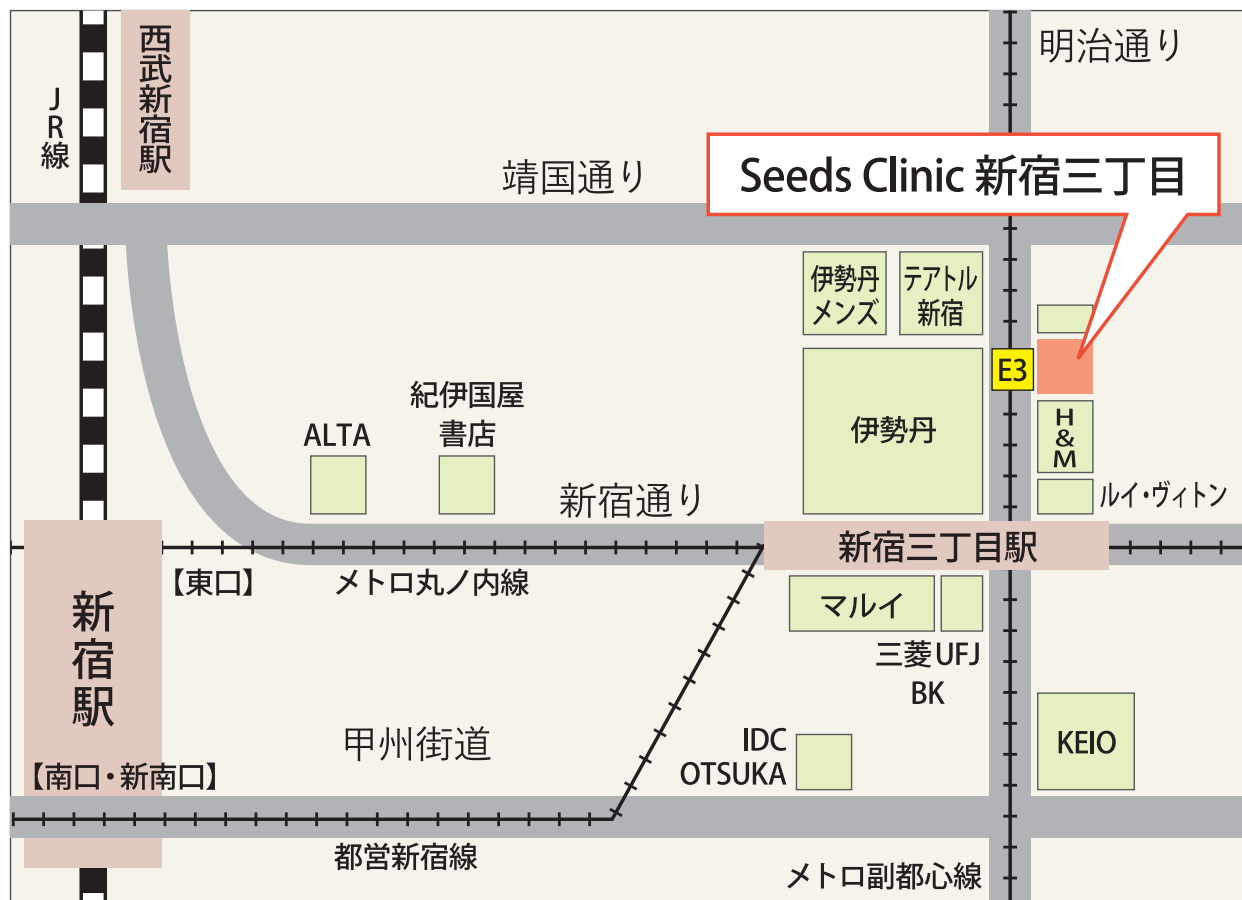 明治通り
西武新宿駅
JR線
靖国通り
Seeds Clinic 新宿三丁目
伊勢丹
メンズ
テアトル
新宿
E3
伊勢丹
H&M
ルイ・ヴィトン
紀伊国屋
書店
ALTA
新宿通り
新宿三丁目駅
【東口】
メトロ丸ノ内線
マルイ
三菱UFJ
BK
新宿駅
甲州街道
IDC
OTSUKA
KEIO
【南口・新南口】
都営新宿線
メトロ副都心線